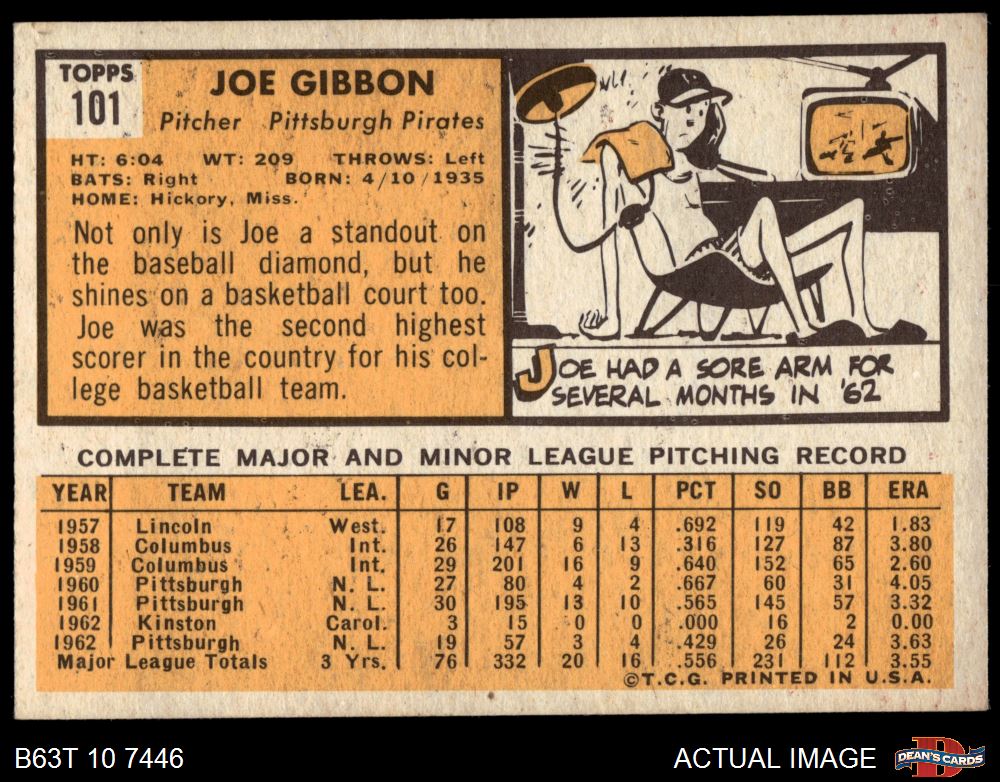 TOPPS
101
JOE GIBBON
Pitcher Pittsburgh Pirates
HT: 6:04 WT: 209 THROWS: Left
BATS: Right BORN: 4/10/1935
HOME: Hickory, Miss.
Not only is Joe a standout on
the baseball diamond, but he
shines on a basketball court too.
Joe was the second highest
scorer in the country for his col-
lege basketball team.
JOE HAD A SORE ARM FOR
SEVERAL MONTHS IN '62
COMPLETE MAJOR AND MINOR LEAGUE PITCHING RECORD
YEAR TEAM LEA. G IP W L PCT SO BB ERA
1957 Lincoln West. 17 108 9 4 .692 119 42 1.83
1958 Columbus Int. 26 147 6 13 .316 127 87 3.80
1959 Columbus Int. 29 201 16 9 .640 152 65 2.60
1960 Pittsburgh N. L. 27 80 4 2 .667 60 31 4.05
1961 Pittsburgh N. L. 30 195 13 10 .565 145 57 3.32
1962 Kinston Carol. 3 15 0 0 .000 16 2 0.00
1962 Pittsburgh N. L. 19 57 3 4 .429 26 24 3.63
Major League Totals 3 Yrs. 76 332 20 16 .556 231 112 3.55
©T.C.G. PRINTED IN U.S.A.
B63T 10 7446
ACTUAL IMAGE
D
DEAN'S CARDS